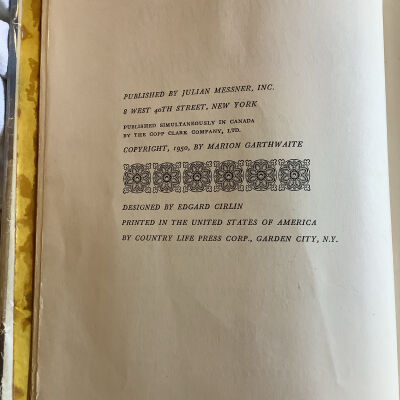 PUBLISHED BY JULIAN MESSNER, INC.
8 WEST 40TH STREET, NEW YORK
PUBLISHED SIMULTANEOUSLY IN CANADA
BY THE COPP CLARK COMPANY, LTD.
COPYRIGHT, 1950, BY MARION GARTHWAITE
DESIGNED BY EDGARD CIRLIN
PRINTED IN THE UNITED STATES OF AMERICA
BY COUNTRY LIFE PRESS CORP., GARDEN CITY, N.Y.